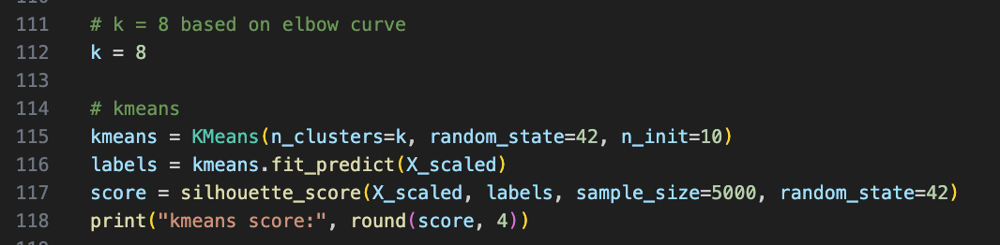 111 # k = 8 based on elbow curve
112 k = 8
113
114 # kmeans
115 kmeans = KMeans(n_clusters=k, random_state=42, n_init=10)
116 labels = kmeans.fit_predict(X_scaled)
117 score = silhouette_score(X_scaled, labels, sample_size=5000, random_state=42)
118 print("kmeans score:", round(score, 4))